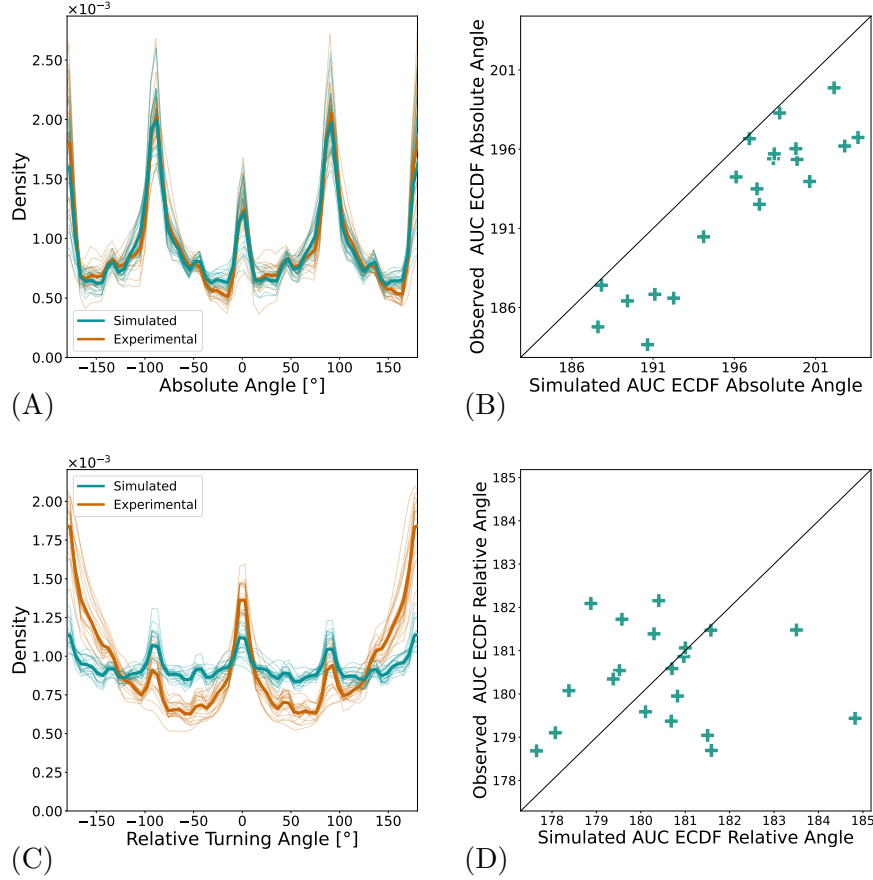 ×10⁻³
2.50
2.00
1.50
1.00
0.50
0.00
Density
Simulated
Experimental
−150 −100 −50 0 50 100 150
Absolute Angle [°]
(A)
201
196
191
186
Observed AUC ECDF Absolute Angle
186 191 196 201
Simulated AUC ECDF Absolute Angle
(B)
×10⁻³
2.00
1.75
1.50
1.25
1.00
0.75
0.50
0.25
0.00
Density
Simulated
Experimental
−150 −100 −50 0 50 100 150
Relative Turning Angle [°]
(C)
185
184
183
182
181
180
179
178
Observed AUC ECDF Relative Angle
178 179 180 181 182 183 184 185
Simulated AUC ECDF Relative Angle
(D)